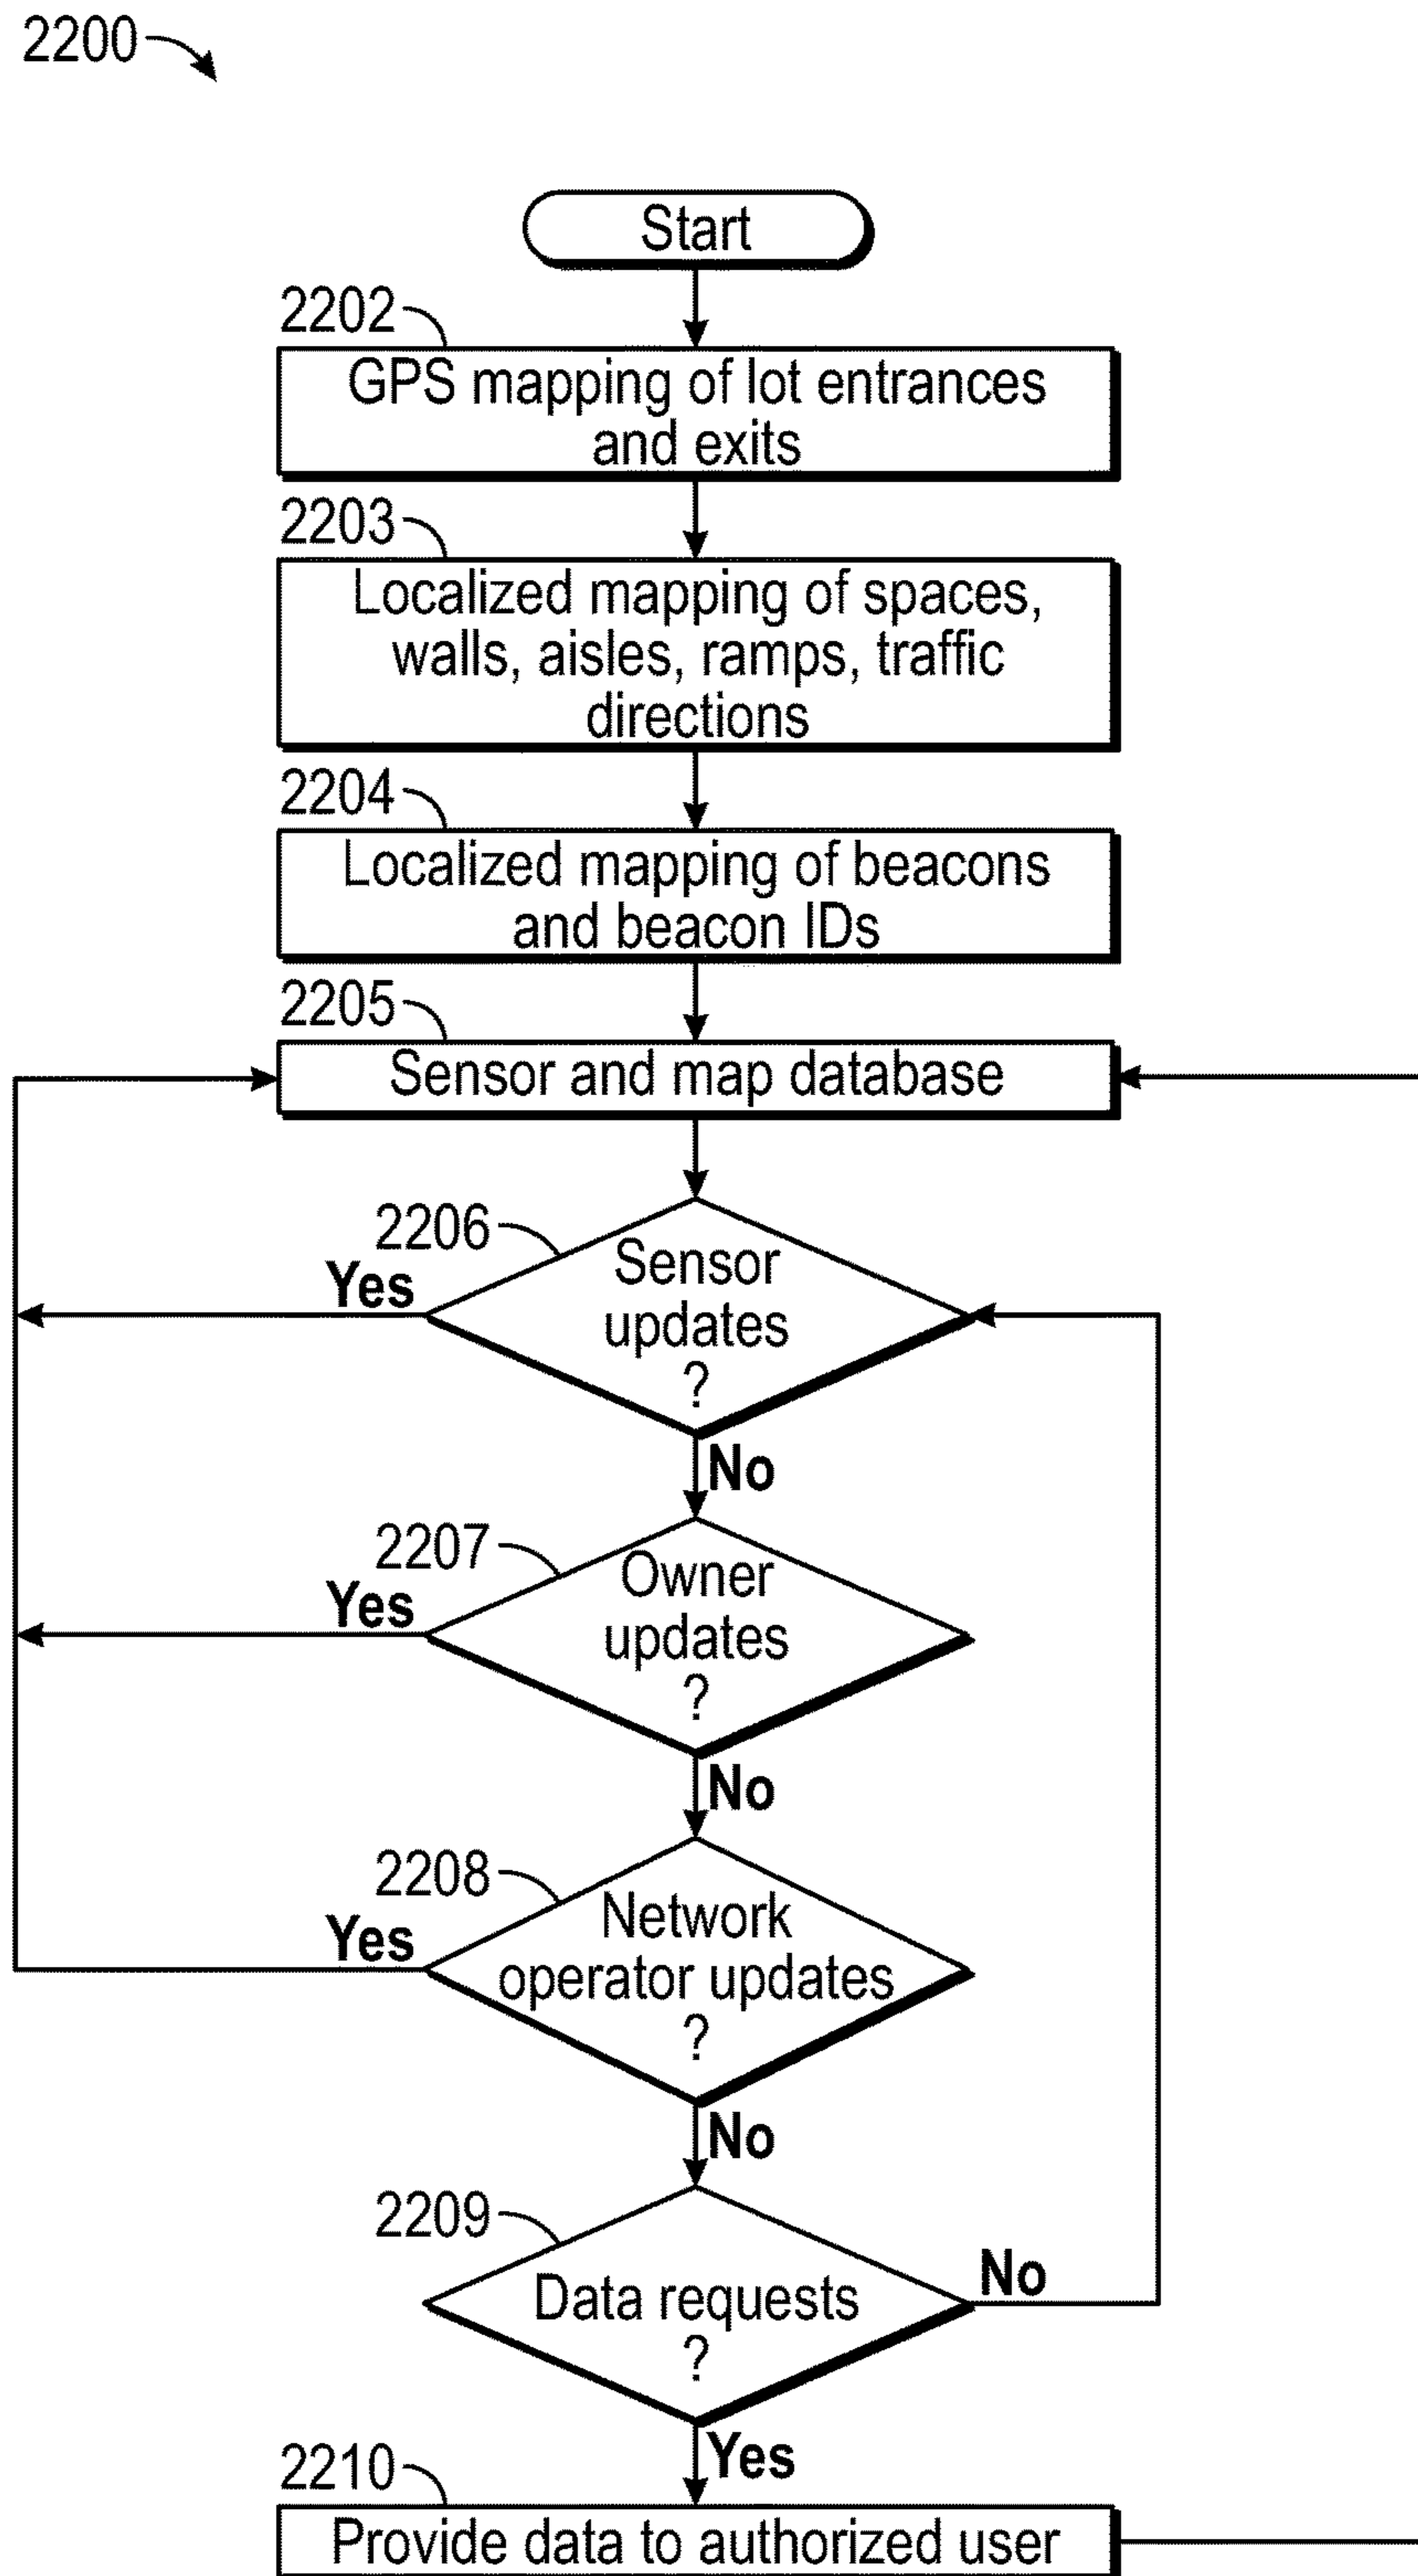 2200
Start
2202
GPS mapping of lot entrances
and exits
2203
Localized mapping of spaces,
walls, aisles, ramps, traffic
directions
2204
Localized mapping of beacons
and beacon IDs
2205
Sensor and map database
2206
Yes
Sensor
updates
?
No
2207
Yes
Owner
updates
?
No
2208
Yes
Network
operator updates
?
No
2209
Data requests
?
No
Yes
2210
Provide data to authorized user